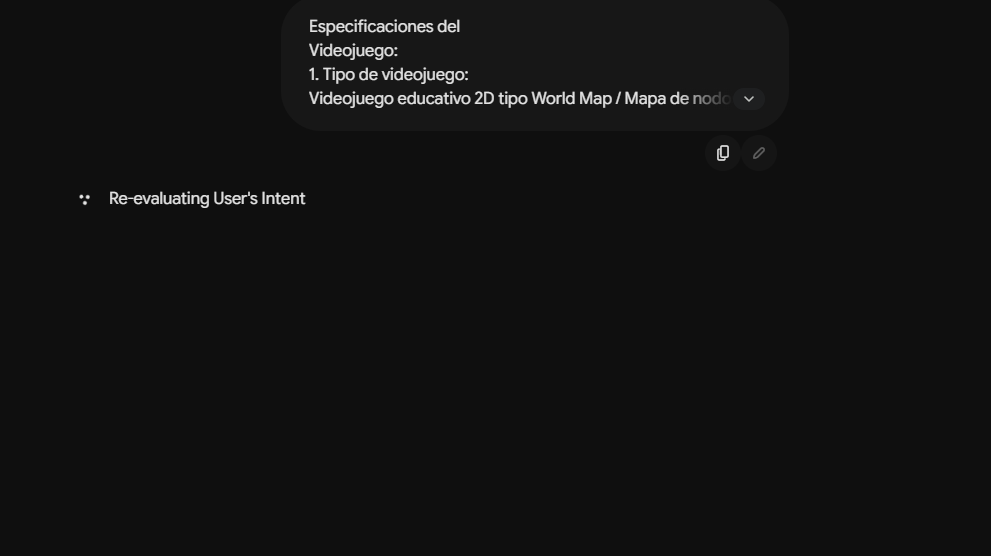 Especificaciones del
Videojuego:
1. Tipo de videojuego:
Videojuego educativo 2D tipo World Map / Mapa de nodo
Re-evaluating User's Intent